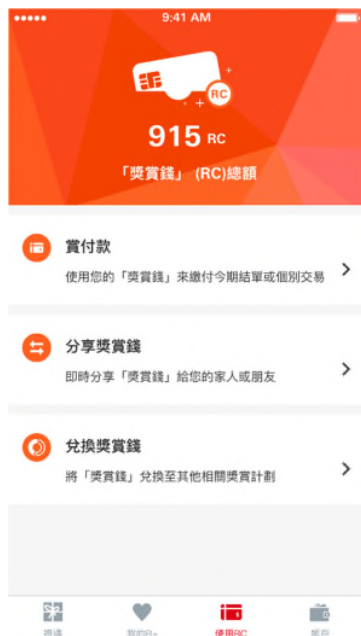 9:41 AM
RC
915 RC
「獎賞錢」 (RC)總額
賞付款
使用您的「獎賞錢」來繳付今期結單或個別交易
分享獎賞錢
即時分享「獎賞錢」給您的家人或朋友
兌換獎賞錢
將「獎賞錢」兌換至其他相關獎賞計劃
使用RC